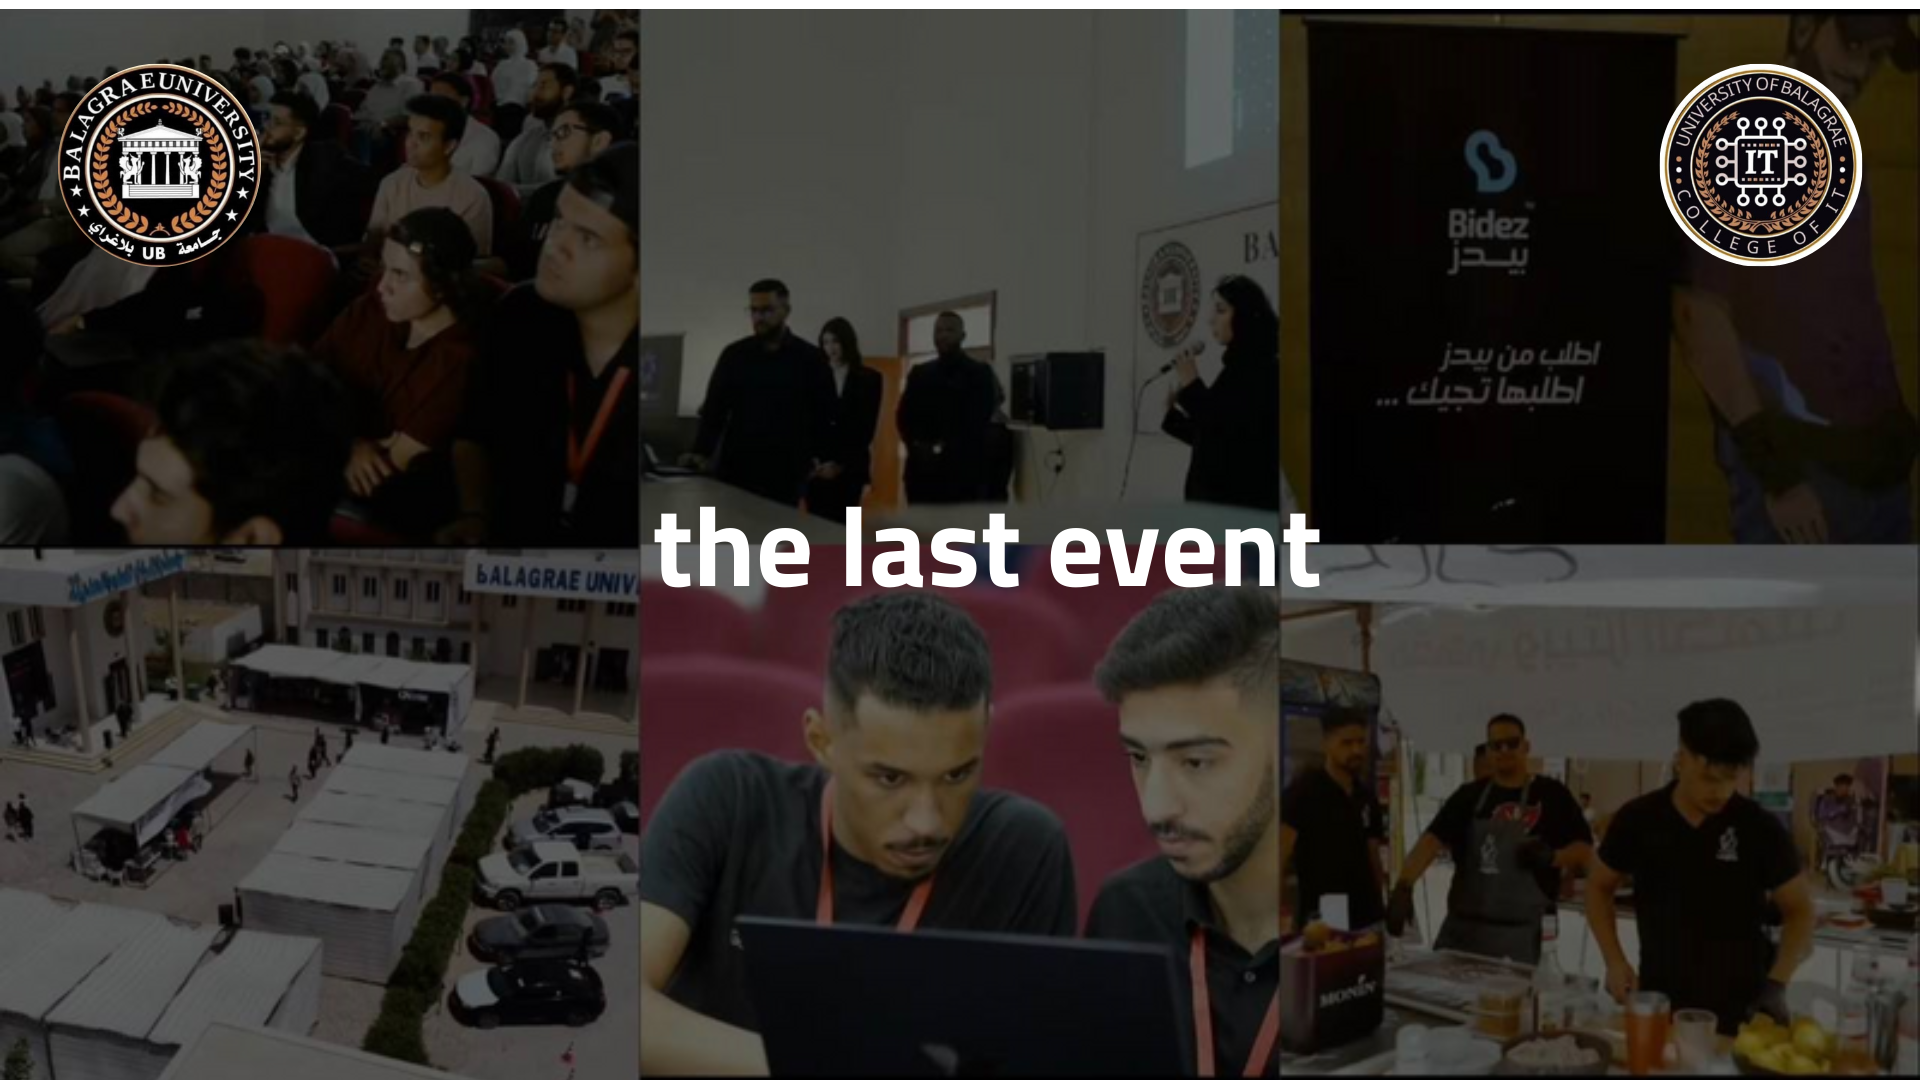 BALAGRAE UNIVERSITY
جامعة UB بلاغراي
UNIVERSITY OF BALAGRAE
IT
COLLEGE OF IT
BA
Bidez
بيدز
اطلب من بيدز
اطلبها تجيك ...
the last event
bALAGRAE UNIV
MONIN